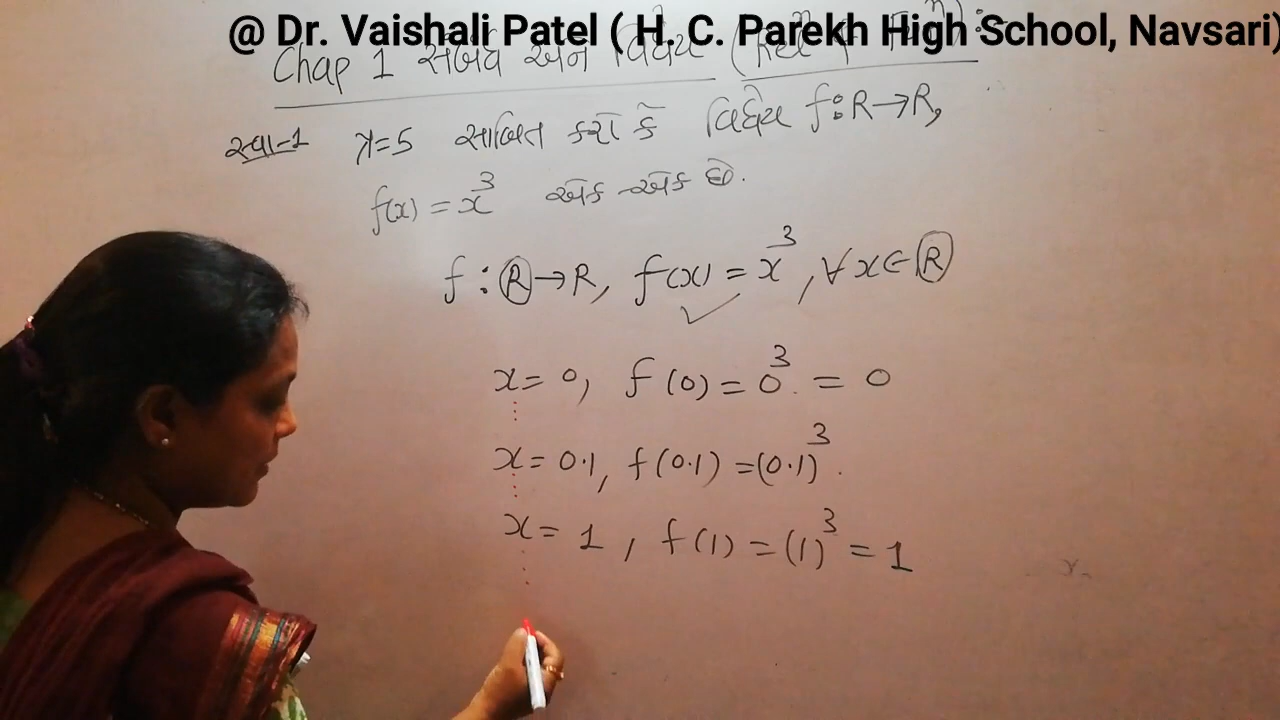 @ Dr. Vaishali Patel ( H. C. Parekh High School, Navsari)
Chap 1 સંબંધ અને વિધેય
સ્વા-1 સાબિત કરો કે વિધેય f:R→R,
f(x) = x³ એક-એક છે.
f : R→R, f(x) = x³, ∀ x∈R
x= 0, f(0) = 0³ = 0
x= 0.1, f(0.1) =(0.1)³
x= 1, f(1) = (1)³ = 1